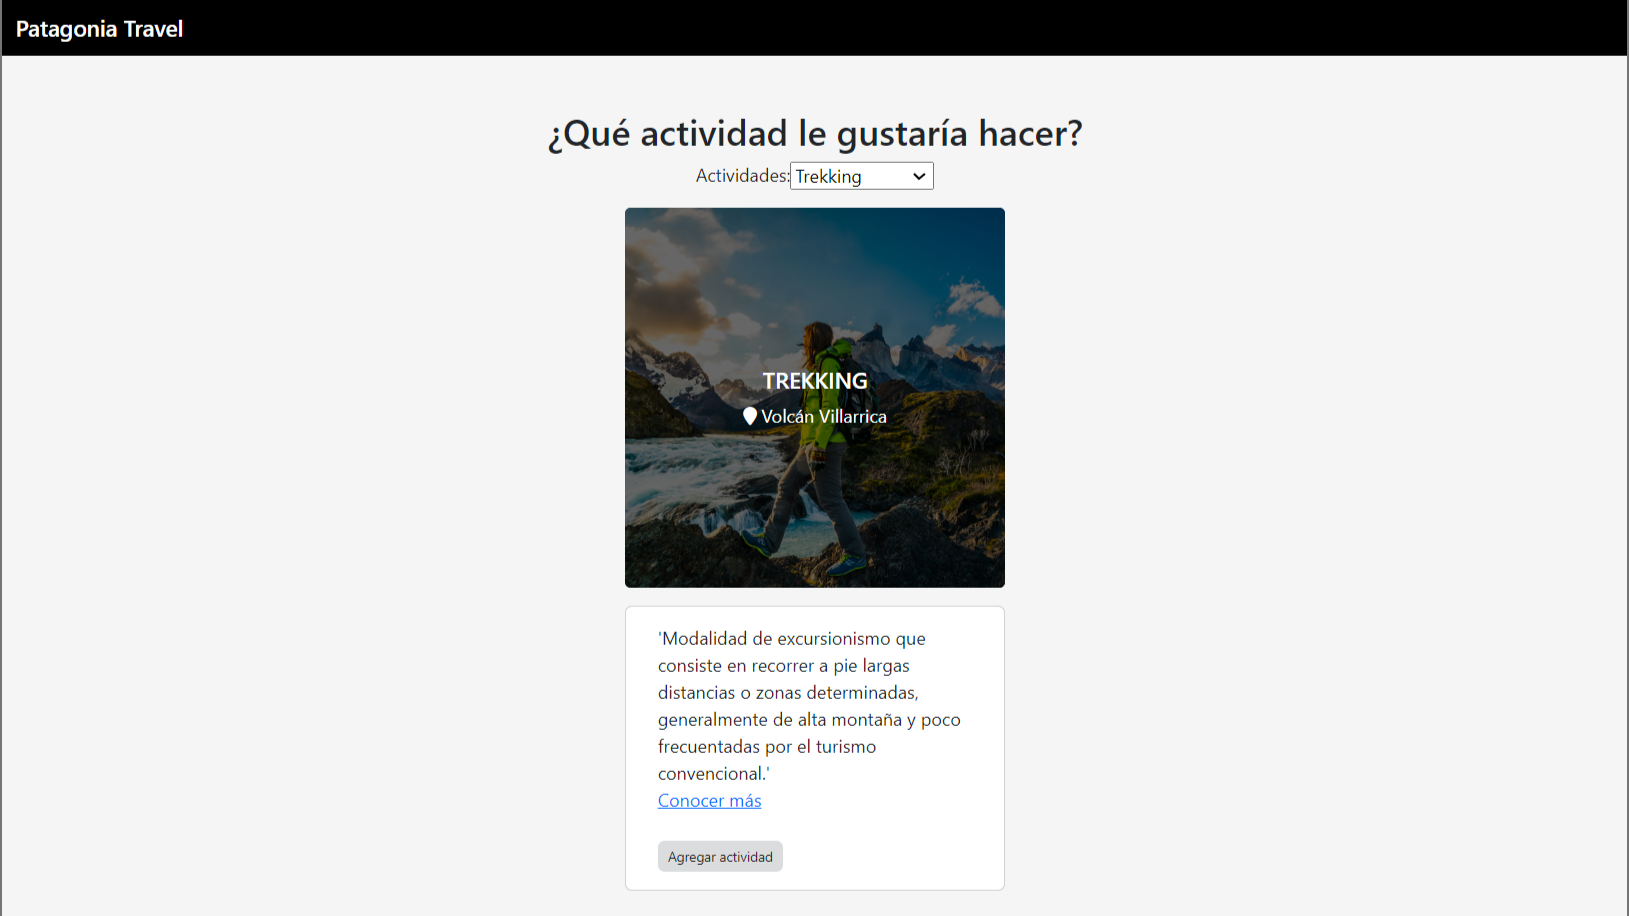 Patagonia Travel
¿Qué actividad le gustaría hacer?
Actividades: Trekking
TREKKING
Volcán Villarrica
'Modalidad de excursionismo que
consiste en recorrer a pie largas
distancias o zonas determinadas,
generalmente de alta montaña y poco
frecuentadas por el turismo
convencional.'
Conocer más
Agregar actividad